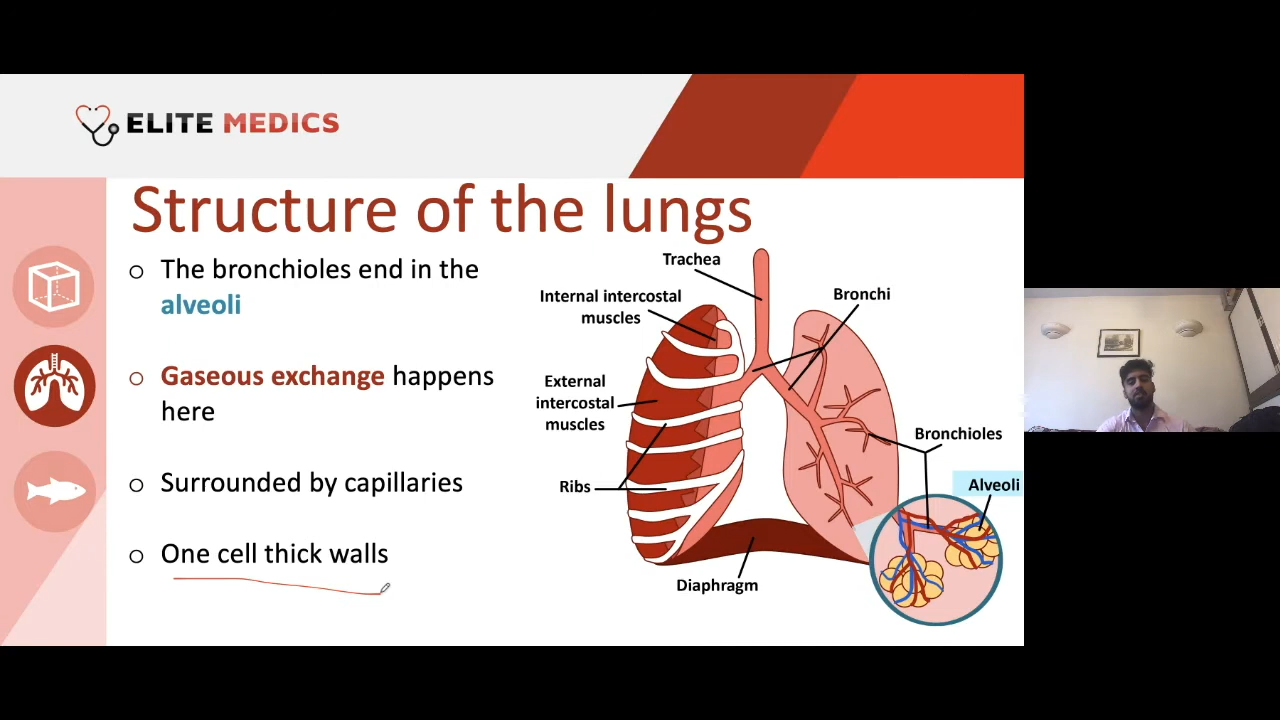 ELITE MEDICS
Structure of the lungs
The bronchioles end in the
alveoli
Gaseous exchange happens
here
Surrounded by capillaries
One cell thick walls
Trachea
Internal intercostal
muscles
Bronchi
External
intercostal
muscles
Bronchioles
Ribs
Alveoli
Diaphragm